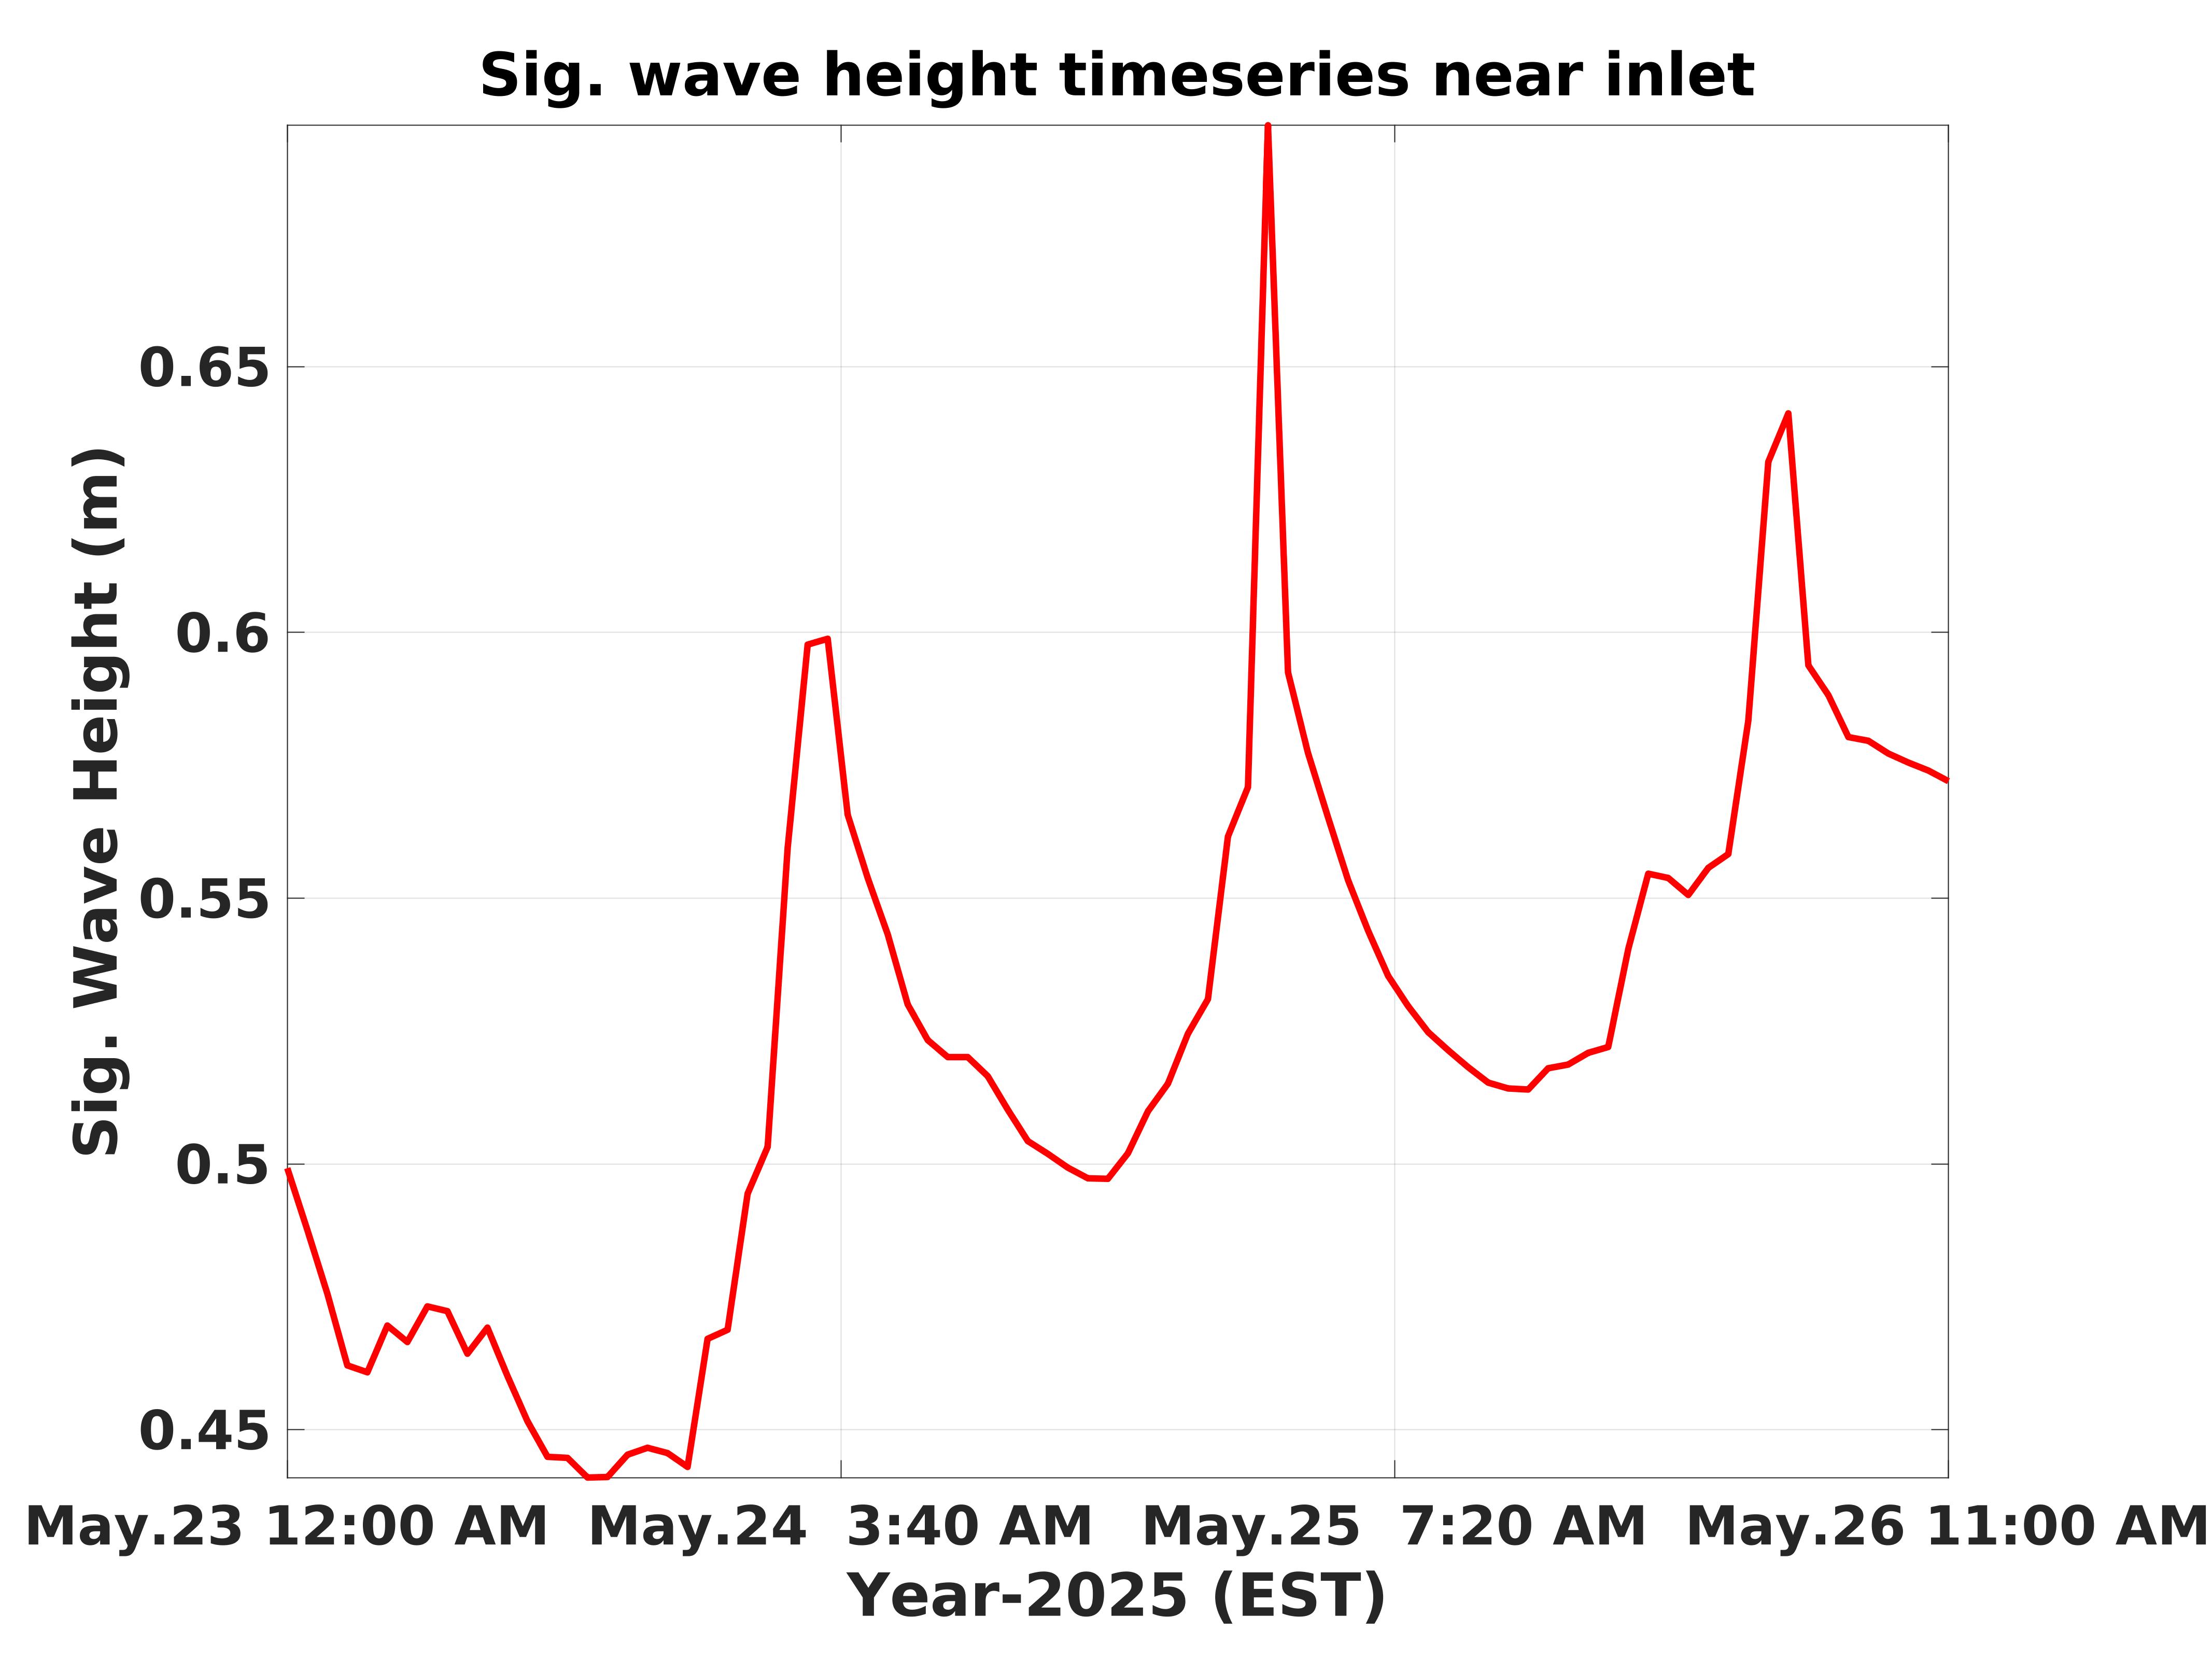 Sig. wave height timeseries near inlet
Sig. Wave Height (m)
0.65
0.6
0.55
0.5
0.45
May.23 12:00 AM May.24 3:40 AM May.25 7:20 AM May.26 11:00 AM
Year-2025 (EST)